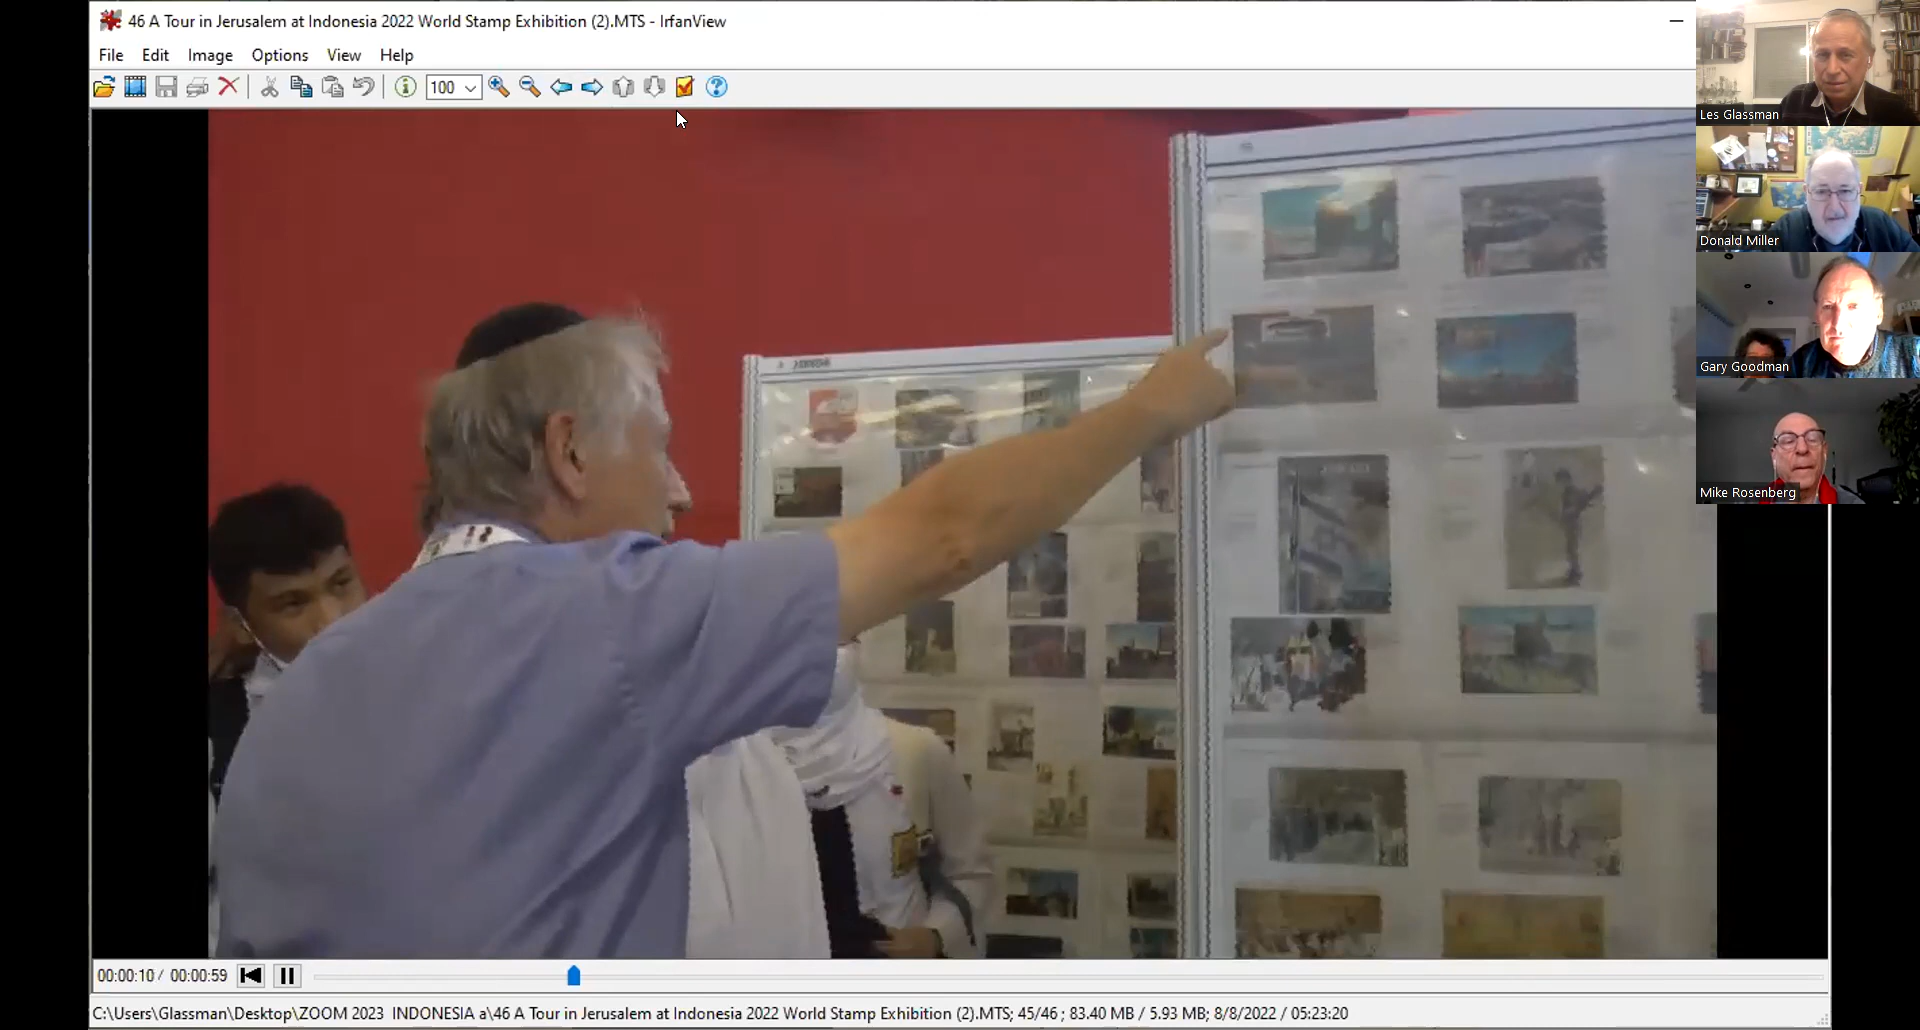 46 A Tour in Jerusalem at Indonesia 2022 World Stamp Exhibition (2).MTS - IrfanView
File Edit Image Options View Help
100
Les Glassman
Donald Miller
Gary Goodman
Mike Rosenberg
00:00:10 / 00:00:59
C:\Users\Glassman\Desktop\ZOOM 2023 INDONESIA a\46 A Tour in Jerusalem at Indonesia 2022 World Stamp Exhibition (2).MTS; 45/46 ; 83.40 MB / 5.93 MB; 8/8/2022 / 05:23:20